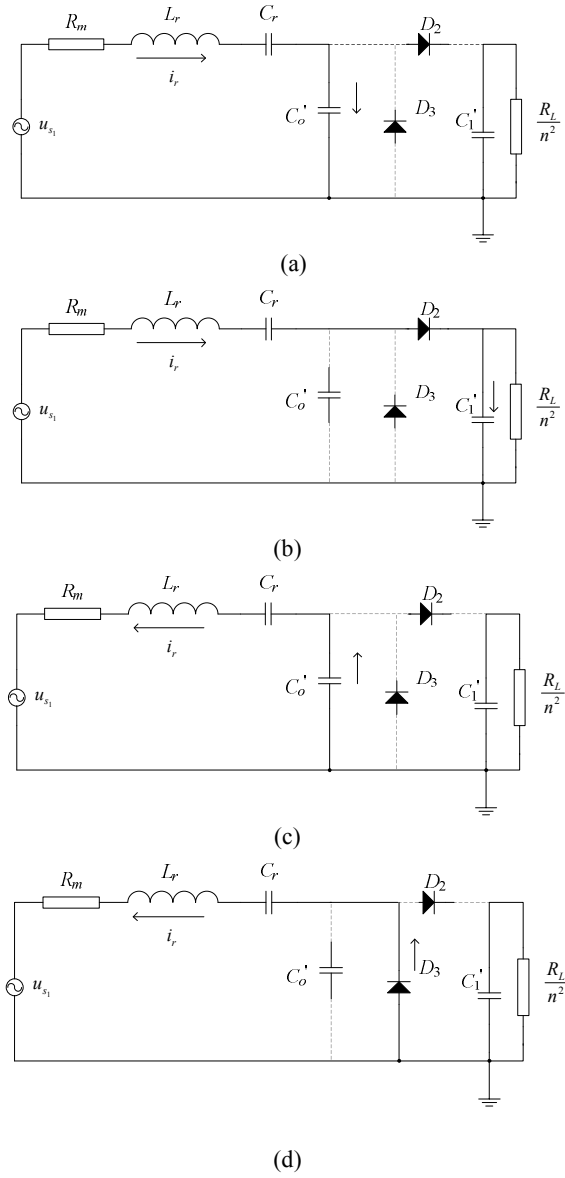 R_m L_r C_r D_2
i_r
u_{s_1} C_o' D_3 C_1' R_L/n^2
(a)
R_m L_r C_r D_2
i_r
u_{s_1} C_o' D_3 C_1' R_L/n^2
(b)
R_m L_r C_r D_2
i_r
u_{s_1} C_o' D_3 C_1' R_L/n^2
(c)
R_m L_r C_r D_2
i_r
u_{s_1} C_o' D_3 C_1' R_L/n^2
(d)